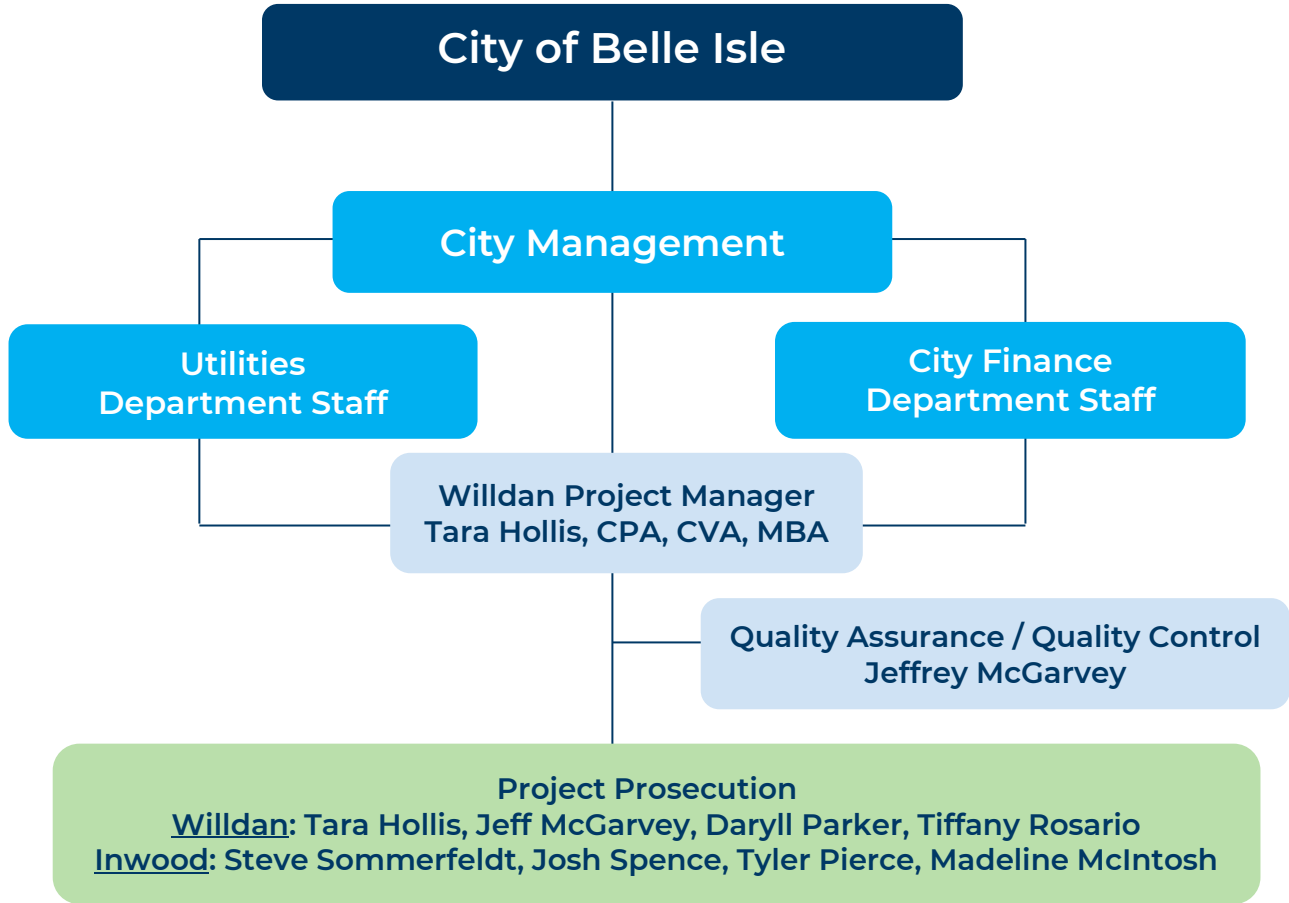 City of Belle Isle
City Management
Utilities
Department Staff
City Finance
Department Staff
Willdan Project Manager
Tara Hollis, CPA, CVA, MBA
Quality Assurance / Quality Control
Jeffrey McGarvey
Project Prosecution
Willdan: Tara Hollis, Jeff McGarvey, Daryll Parker, Tiffany Rosario
Inwood: Steve Sommerfeldt, Josh Spence, Tyler Pierce, Madeline McIntosh